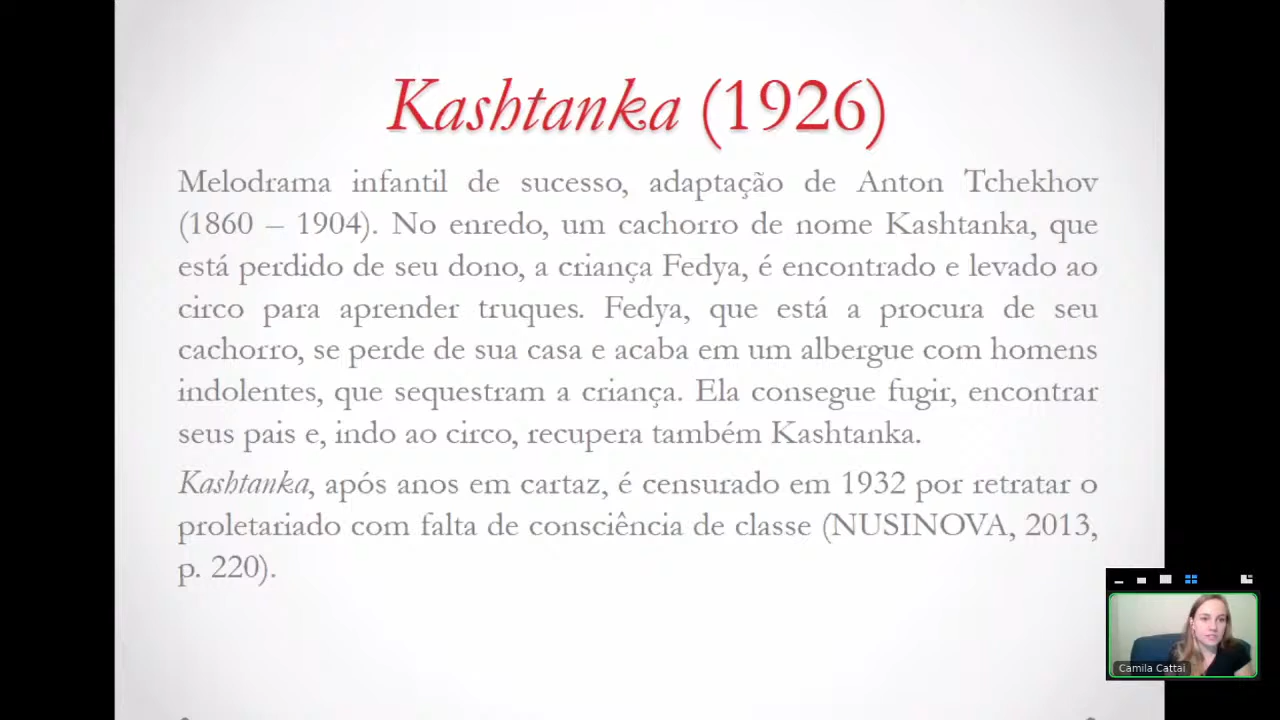 Kashtanka (1926)
Melodrama infantil de sucesso, adaptação de Anton Tchekhov
(1860 – 1904). No enredo, um cachorro de nome Kashtanka, que
está perdido de seu dono, a criança Fedya, é encontrado e levado ao
circo para aprender truques. Fedya, que está a procura de seu
cachorro, se perde de sua casa e acaba em um albergue com homens
indolentes, que sequestram a criança. Ela consegue fugir, encontrar
seus pais e, indo ao circo, recupera também Kashtanka.
Kashtanka, após anos em cartaz, é censurado em 1932 por retratar o
proletariado com falta de consciência de classe (NUSINOVA, 2013,
p. 220).
Camila Cattai